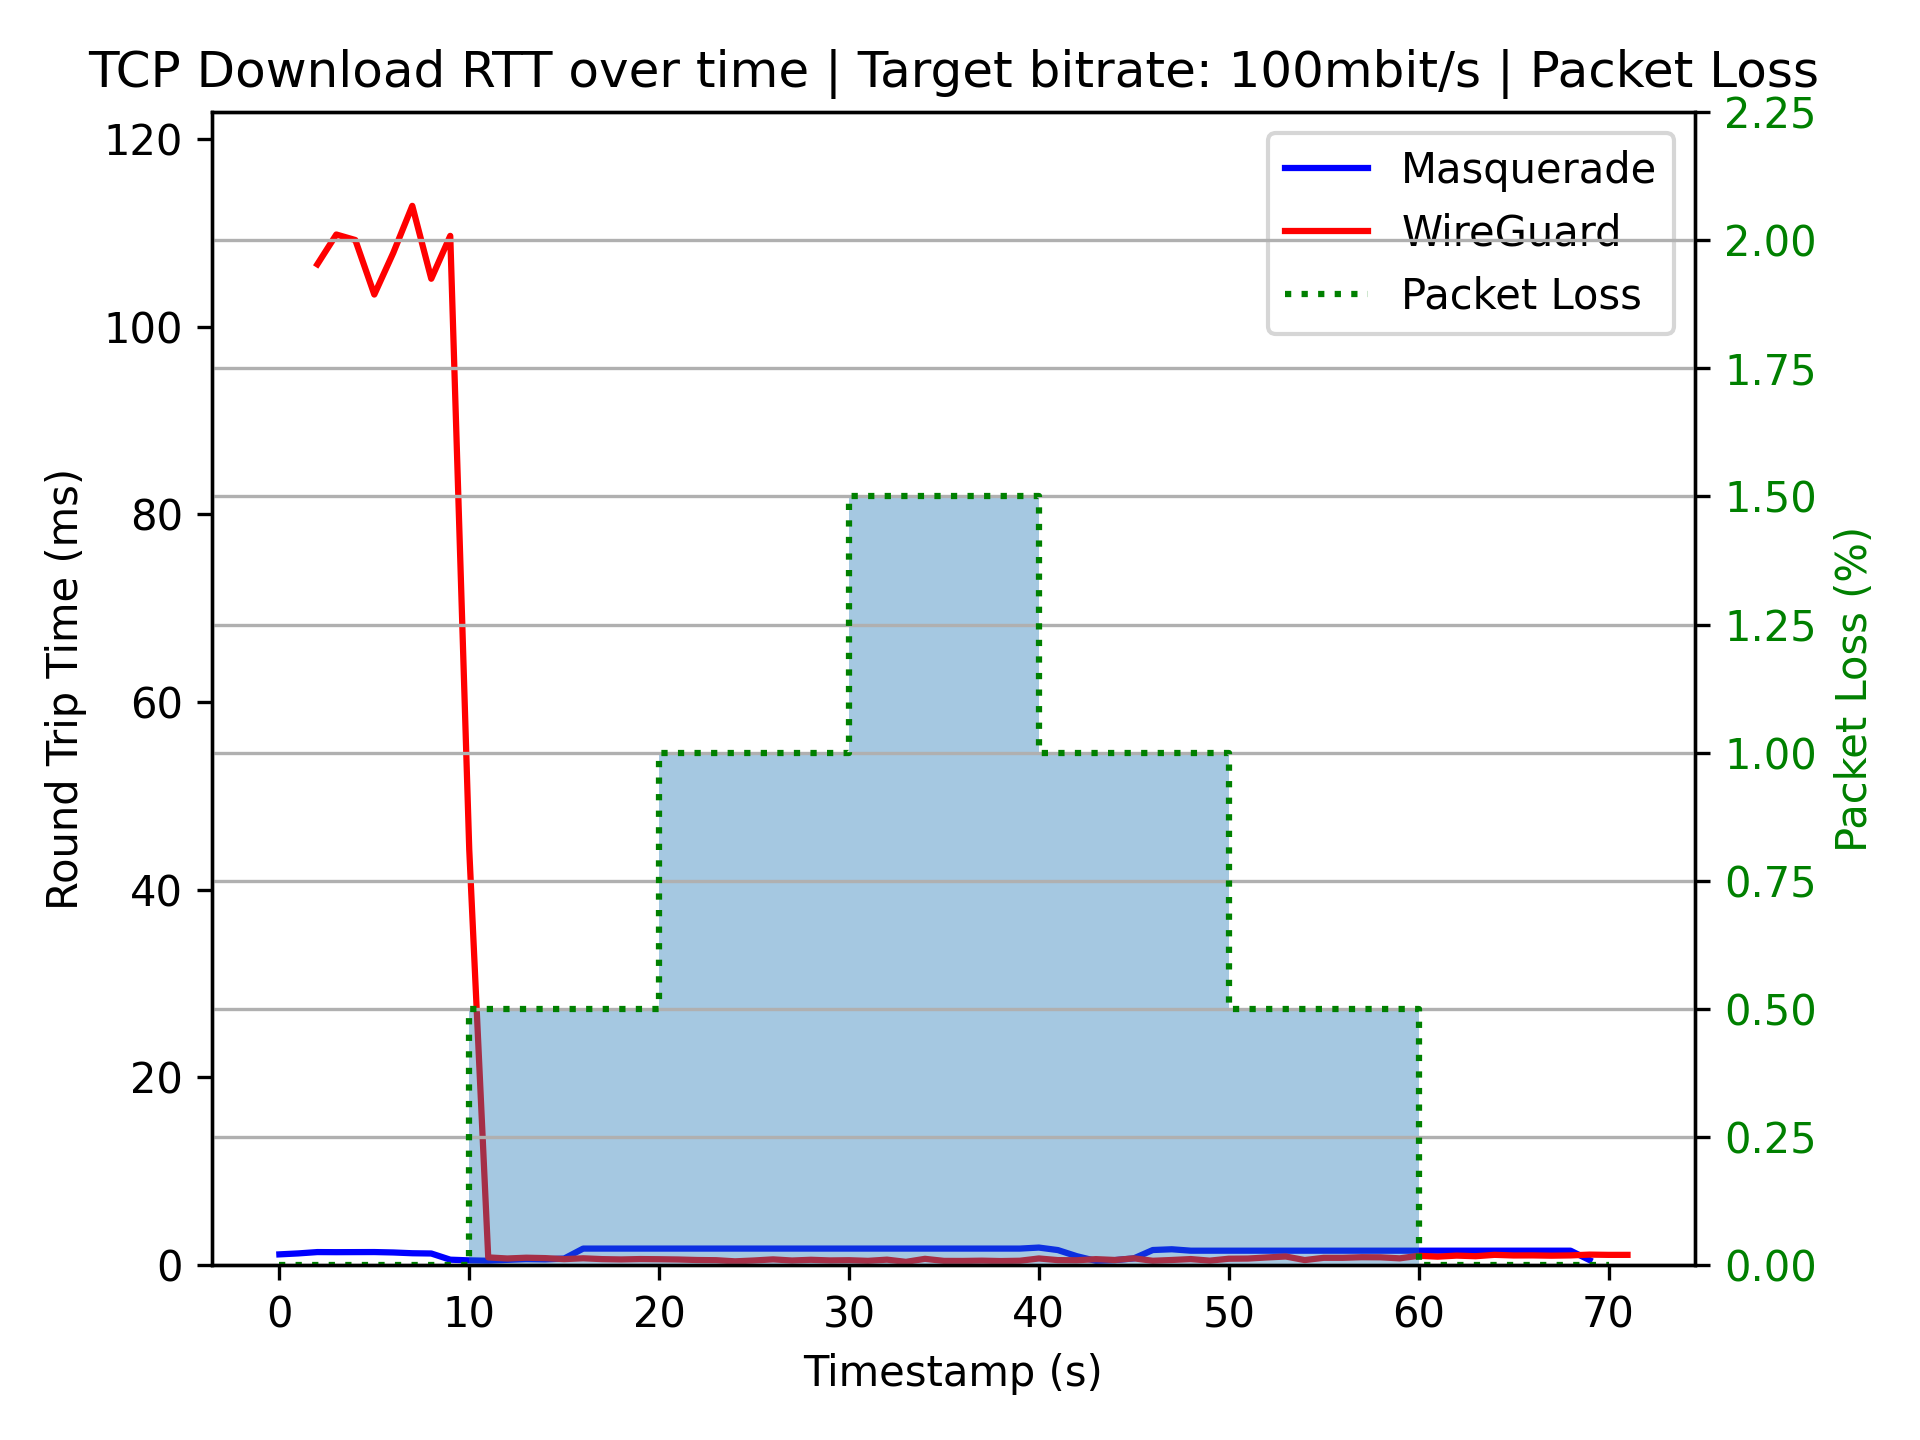 TCP Download RTT over time | Target bitrate: 100mbit/s | Packet Loss
Masquerade
WireGuard
Packet Loss
Round Trip Time (ms)
120
100
80
60
40
20
0
2.25
2.00
1.75
1.50
1.25
1.00
0.75
0.50
0.25
0.00
Packet Loss (%)
0 10 20 30 40 50 60 70
Timestamp (s)